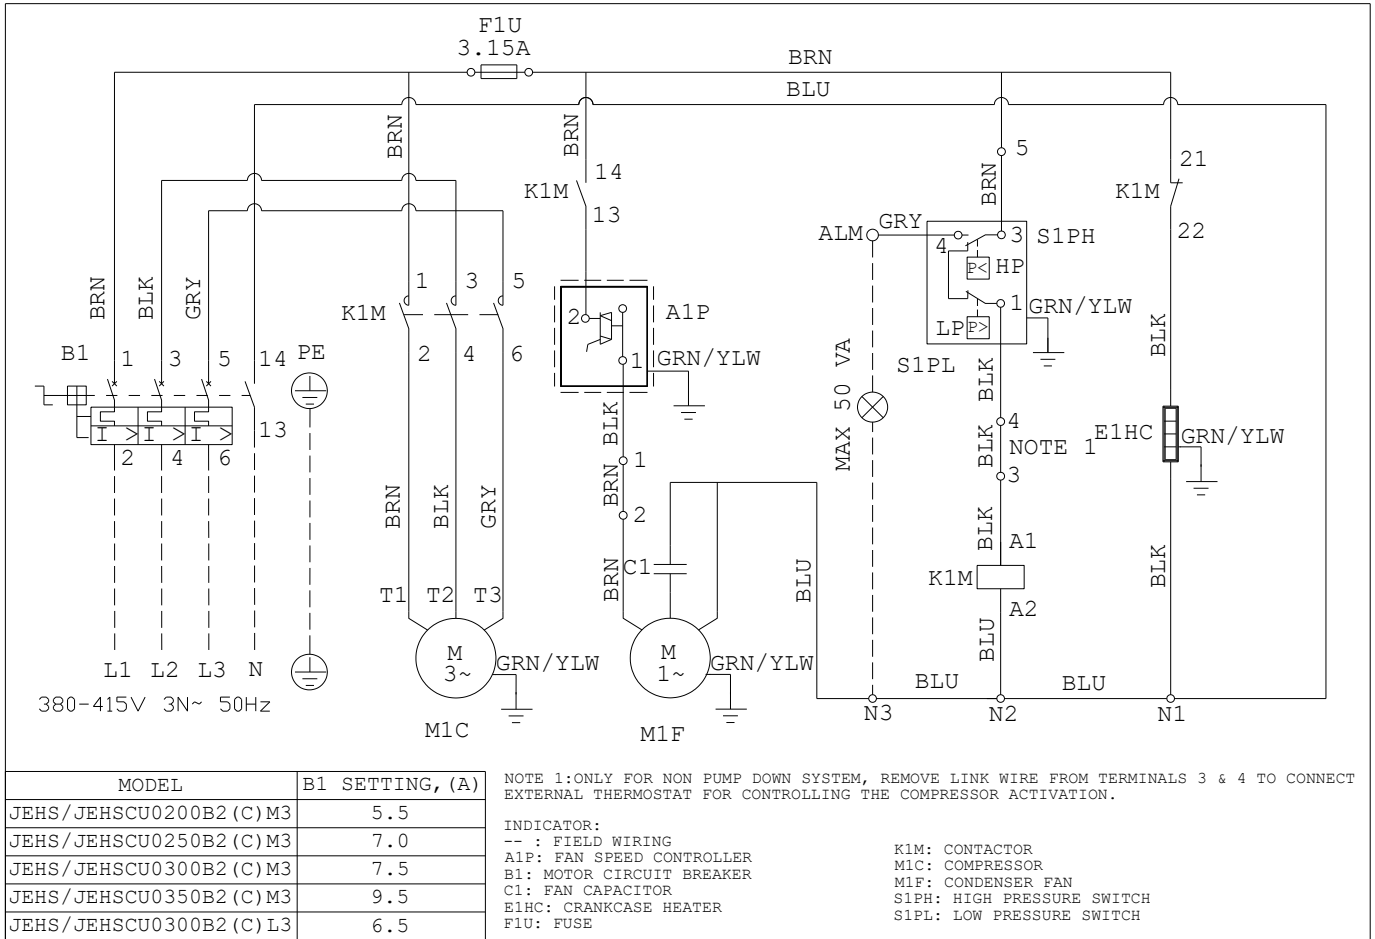 F1U
3.15A
BRN
BLU
BRN
BRN
14
K1M
13
5
BRN
21
K1M
22
ALM
GRY
4
3
S1PH
P<
HP
1
GRN/YLW
LP
P>
S1PL
BRN
BLK
GRY
1
3
5
K1M
2
4
6
2
A1P
1
GRN/YLW
B1
1
3
5
14
PE
I >
I >
I >
13
2
4
6
MAX 50 VA
BLK
BLK
4
NOTE 1
BLK
3
E1HC
GRN/YLW
BLK
1
BRN
2
BRN
BLK
GRY
BRN
C1
BLU
BLK
A1
K1M
A2
BLU
BLK
T1
T2
T3
M
3~
GRN/YLW
M
1~
GRN/YLW
L1
L2
L3
N
380-415V 3N~ 50Hz
M1C
M1F
BLU
BLU
N3
N2
N1
MODEL B1 SETTING,(A)
JEHS/JEHSCU0200B2(C)M3 5.5
JEHS/JEHSCU0250B2(C)M3 7.0
JEHS/JEHSCU0300B2(C)M3 7.5
JEHS/JEHSCU0350B2(C)M3 9.5
JEHS/JEHSCU0300B2(C)L3 6.5
NOTE 1:ONLY FOR NON PUMP DOWN SYSTEM, REMOVE LINK WIRE FROM TERMINALS 3 & 4 TO CONNECT
EXTERNAL THERMOSTAT FOR CONTROLLING THE COMPRESSOR ACTIVATION.
INDICATOR:
-- : FIELD WIRING
A1P: FAN SPEED CONTROLLER
B1: MOTOR CIRCUIT BREAKER
C1: FAN CAPACITOR
E1HC: CRANKCASE HEATER
F1U: FUSE
K1M: CONTACTOR
M1C: COMPRESSOR
M1F: CONDENSER FAN
S1PH: HIGH PRESSURE SWITCH
S1PL: LOW PRESSURE SWITCH